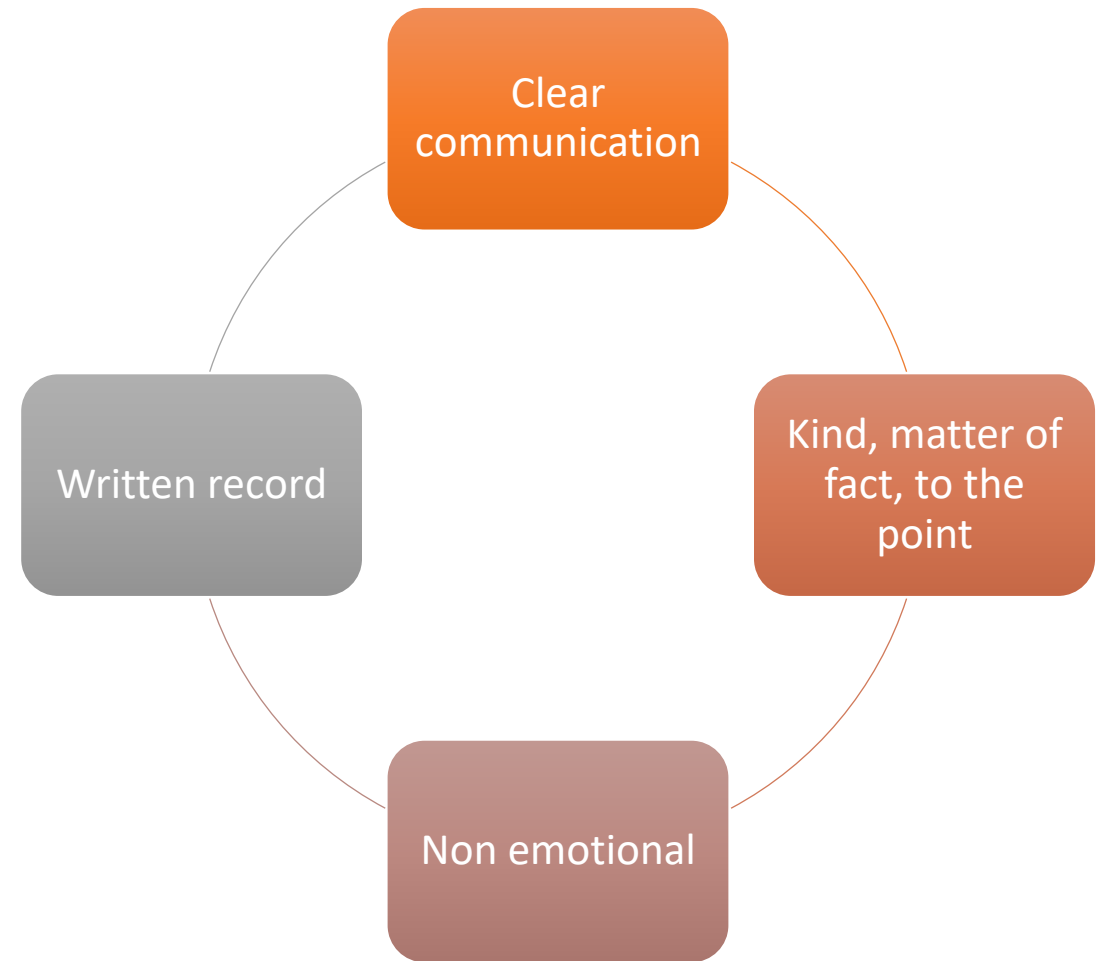 Clear
communication
Kind, matter of
fact, to the
point
Non emotional
Written record